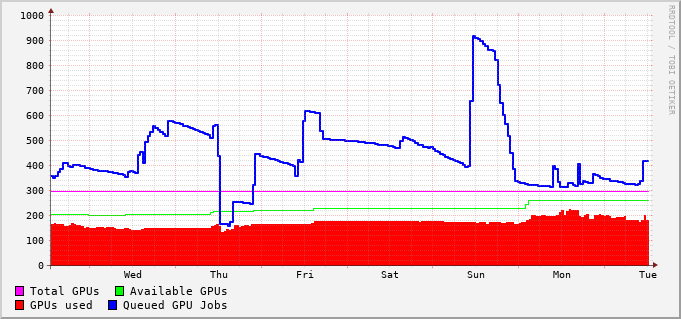 1000
900
800
700
600
500
400
300
200
100
0
Wed Thu Fri Sat Sun Mon Tue
Total GPUs Available GPUs
GPUs used Queued GPU Jobs
RRDTOOL / TOBI OETIKER